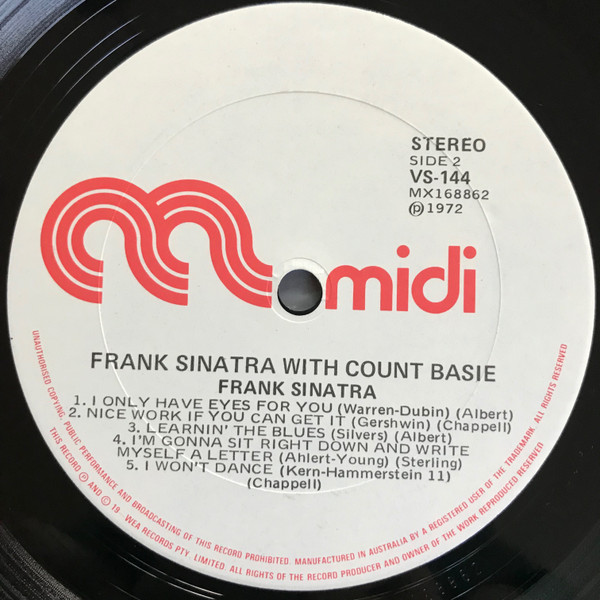 STEREO
SIDE 2
VS-144
MX168862
℗1972
midi
FRANK SINATRA WITH COUNT BASIE
FRANK SINATRA
1. I ONLY HAVE EYES FOR YOU (Warren-Dubin) (Albert)
2. NICE WORK IF YOU CAN GET IT (Gershwin) (Chappell)
3. LEARNIN' THE BLUES (Silvers) (Albert)
4. I'M GONNA SIT RIGHT DOWN AND WRITE
MYSELF A LETTER (Ahlert-Young) (Sterling)
5. I WON'T DANCE (Kern-Hammerstein 11)
(Chappell)
UNAUTHORISED COPYING, PUBLIC PERFORMANCE AND BROADCASTING OF THIS RECORD PROHIBITED. MANUFACTURED IN AUSTRALIA BY A REGISTERED USER OF THE TRADEMARK. ALL RIGHTS RESERVED
THIS RECORD ℗ AND © 19 - WEA RECORDS PTY. LIMITED. ALL RIGHTS OF THE RECORD PRODUCER AND OWNER OF THE WORK REPRODUCED RESERVED